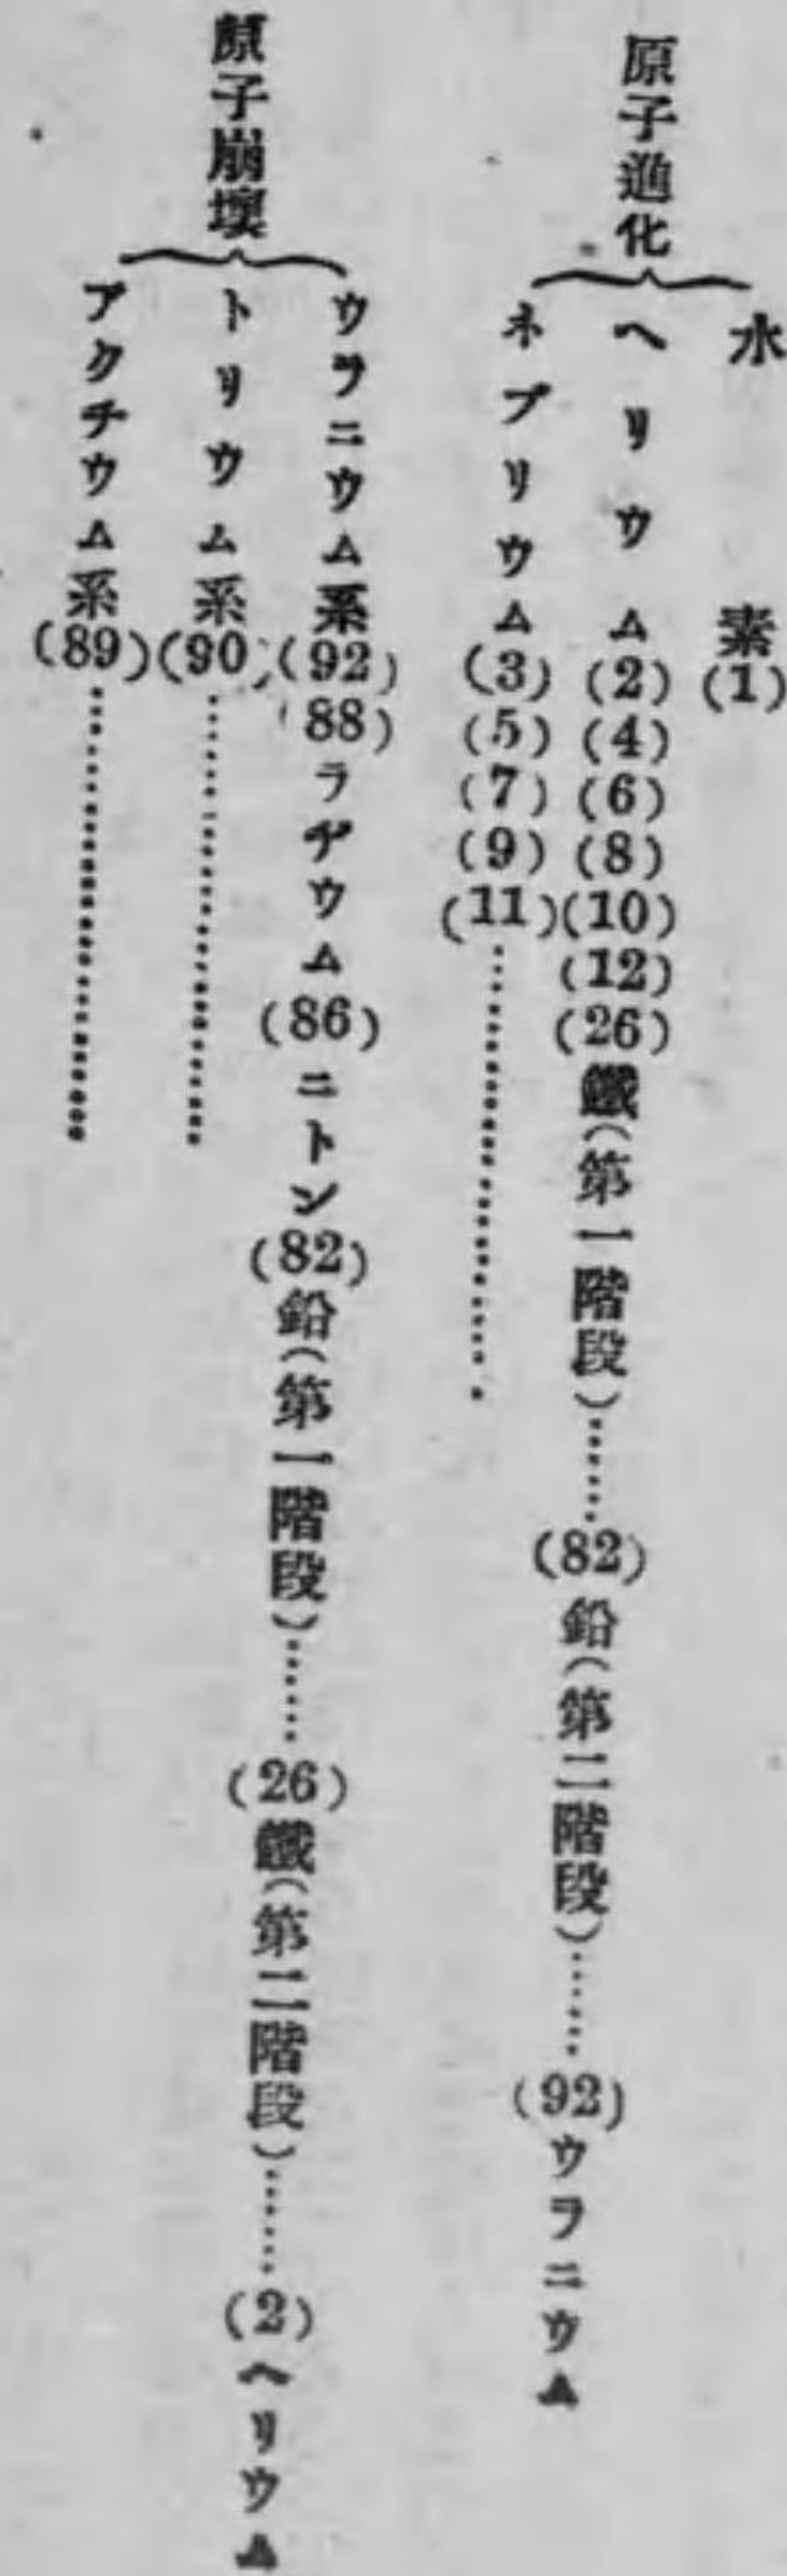 原子進化
水素(1)
ヘリウム(2)(4)(6)(8)(10)(12)(26)鐵(第一階段)……(82)鉛(第二階段)……(92)ウラニウム
ネブリウム(3)(5)(7)(9)(11)……
原子崩壞
ウラニウム系(92)(88)ラヂウム(86)ニトン(82)鉛(第一階段)……(26)鐵(第二階段)……(2)ヘリウム
トリウム系(90)……
アクチウム系(89)……